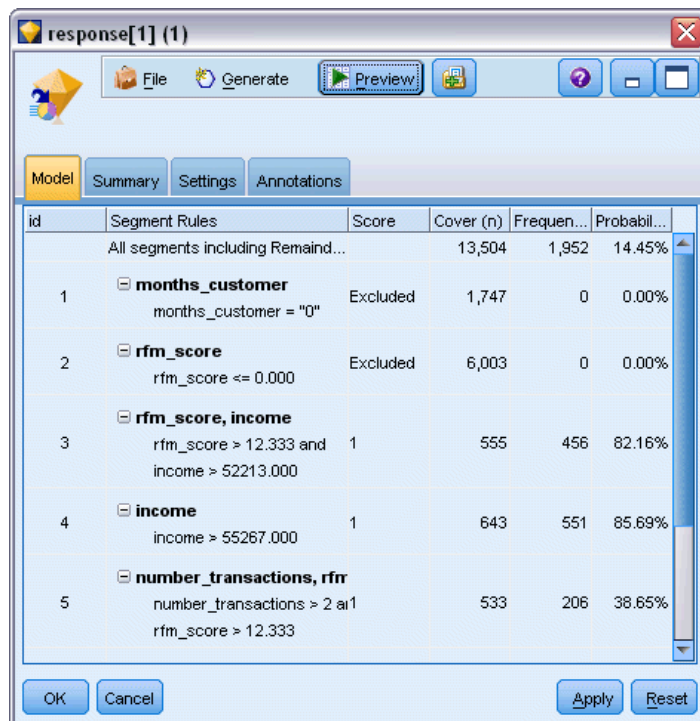 response[1] (1)
File Generate Preview
Model Summary Settings Annotations
id Segment Rules Score Cover (n) Frequen... Probabil...
All segments including Remaind... 13,504 1,952 14.45%
months_customer
1 Excluded 1,747 0 0.00%
months_customer = "0"
rfm_score
2 Excluded 6,003 0 0.00%
rfm_score <= 0.000
rfm_score, income
3 rfm_score > 12.333 and 1 555 456 82.16%
income > 52213.000
income
4 1 643 551 85.69%
income > 55267.000
number_transactions, rfm
5 number_transactions > 2 a 1 533 206 38.65%
rfm_score > 12.333
OK Cancel Apply Reset